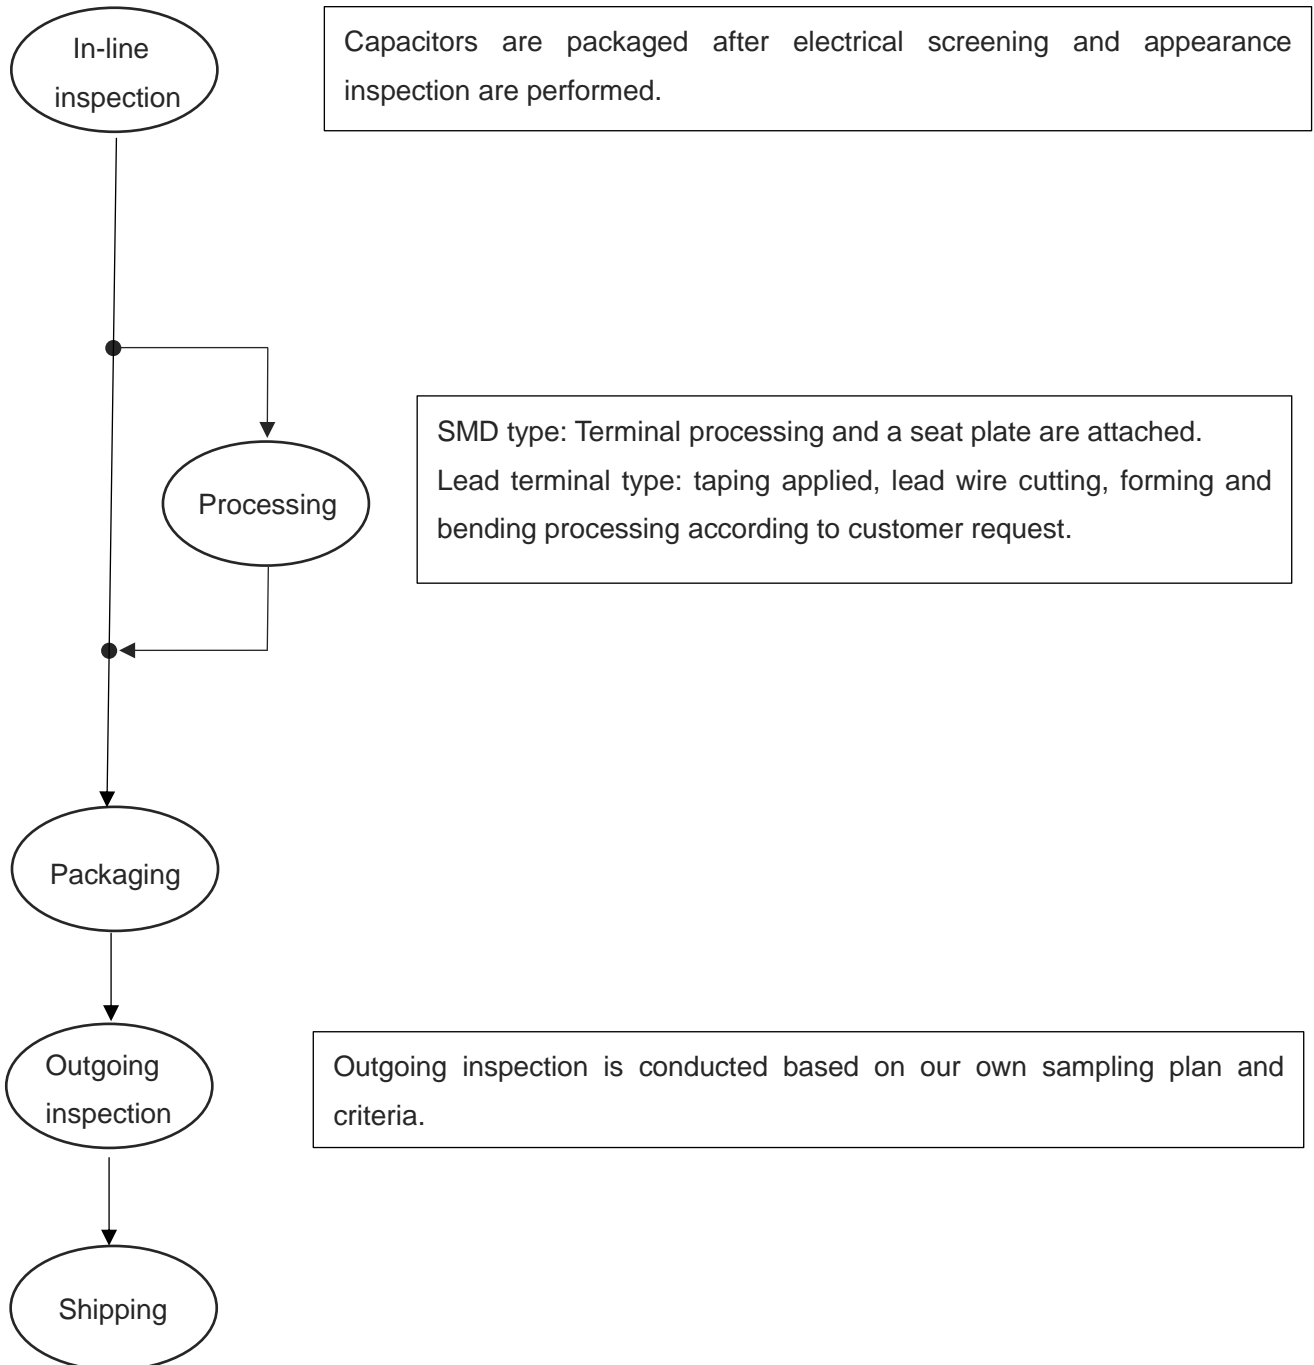 In-line
inspection
Capacitors are packaged after electrical screening and appearance
inspection are performed.
SMD type: Terminal processing and a seat plate are attached.
Lead terminal type: taping applied, lead wire cutting, forming and
bending processing according to customer request.
Processing
Packaging
Outgoing
inspection
Outgoing inspection is conducted based on our own sampling plan and
criteria.
Shipping